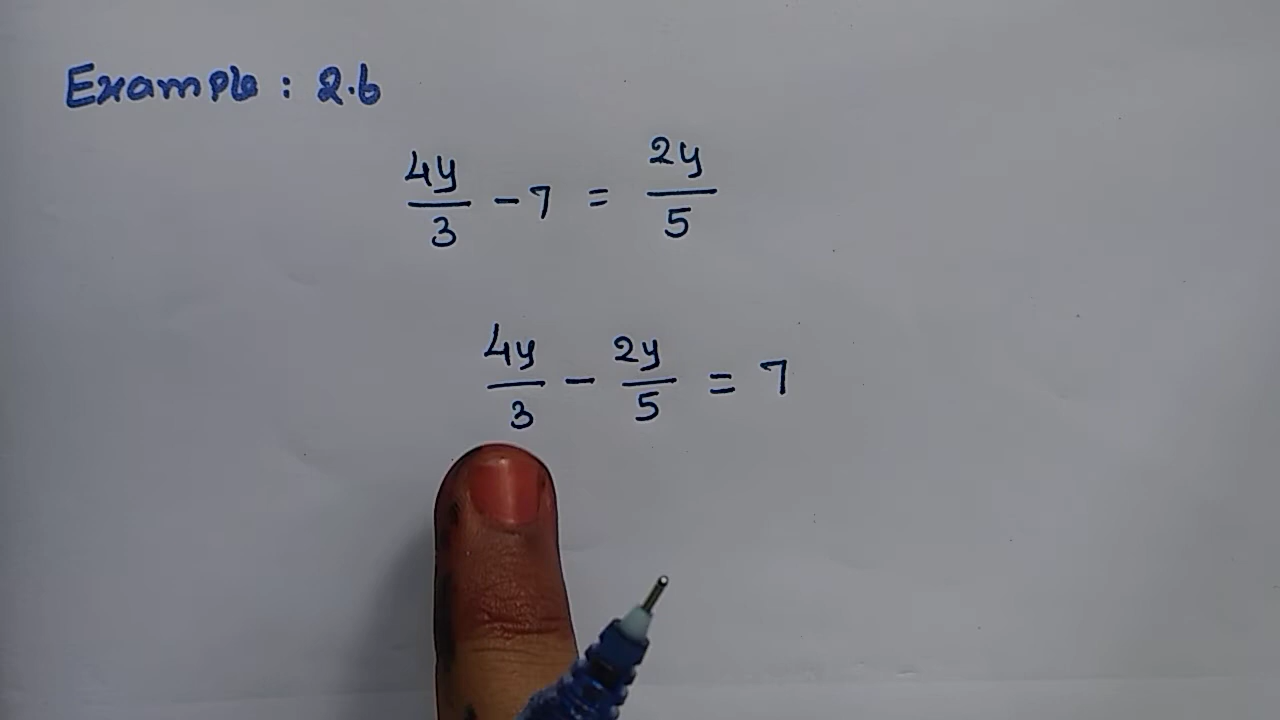 Example : 2.6
4y/3 - 7 = 2y/5
4y/3 - 2y/5 = 7